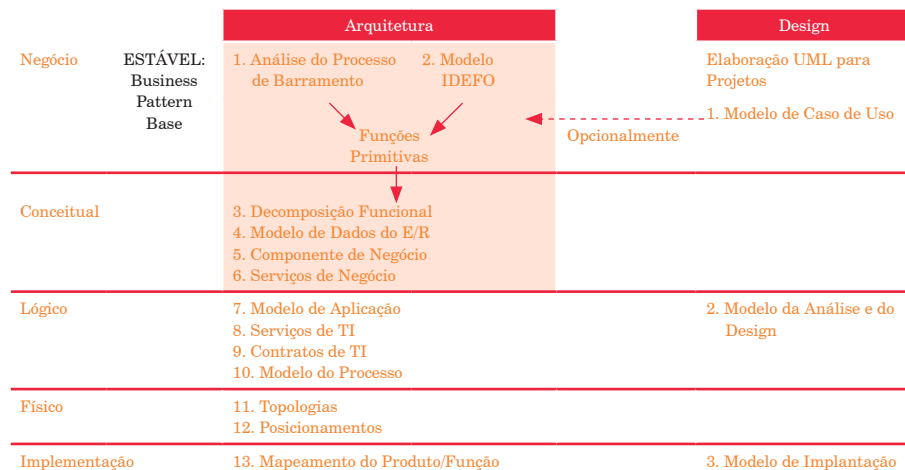 Arquitetura
Design
Negócio
ESTÁVEL:
Business
Pattern
Base
1. Análise do Processo
de Barramento
2. Modelo
IDEFO
Funções
Primitivas
Opcionalmente
Elaboração UML para
Projetos
1. Modelo de Caso de Uso
Conceitual
3. Decomposição Funcional
4. Modelo de Dados do E/R
5. Componente de Negócio
6. Serviços de Negócio
Lógico
7. Modelo de Aplicação
8. Serviços de TI
9. Contratos de TI
10. Modelo do Processo
2. Modelo da Análise e do
Design
Físico
11. Topologias
12. Posicionamentos
Implementação
13. Mapeamento do Produto/Função
3. Modelo de Implantação